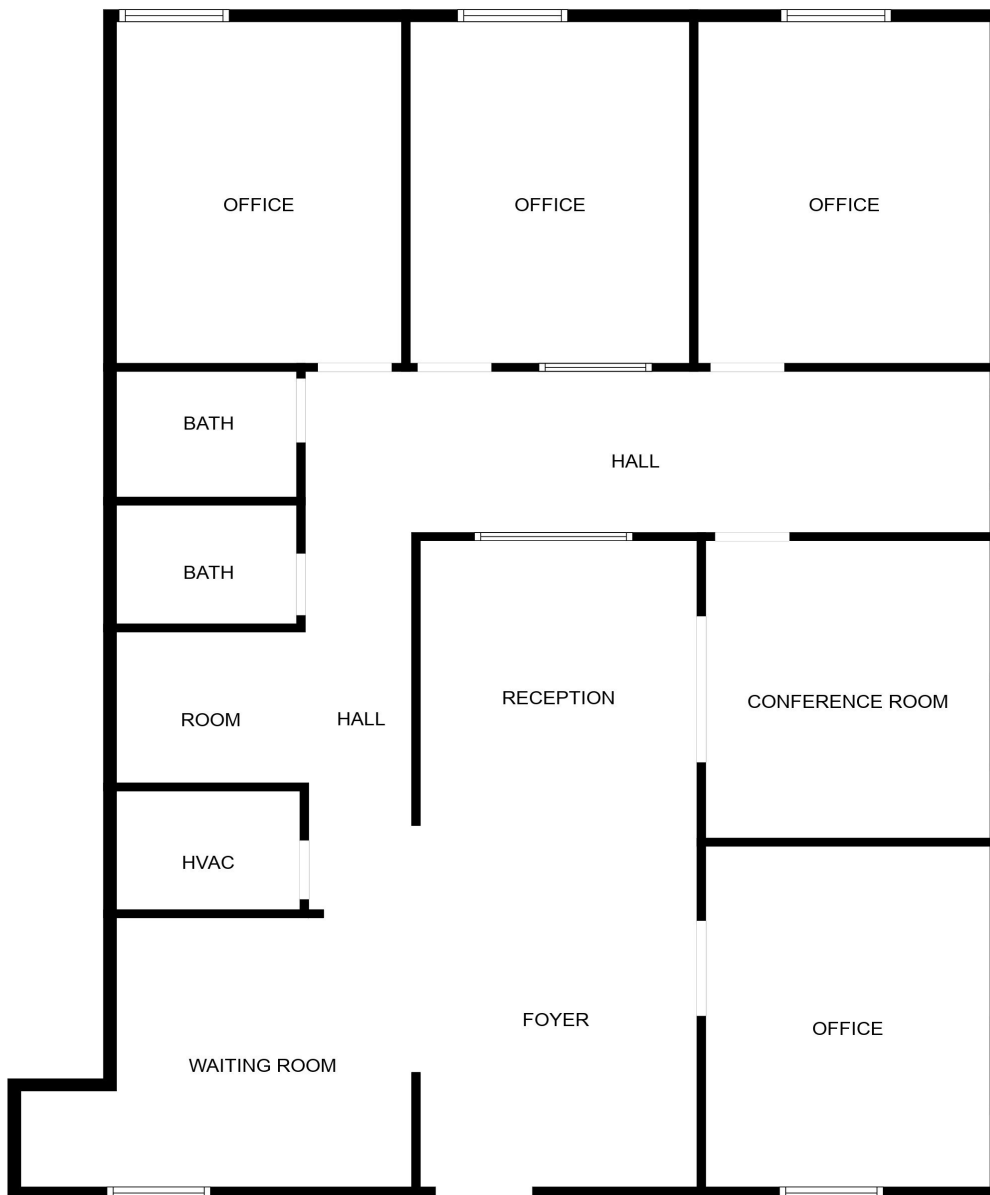 OFFICE
OFFICE
OFFICE
BATH
HALL
BATH
RECEPTION
CONFERENCE ROOM
ROOM
HALL
HVAC
FOYER
OFFICE
WAITING ROOM